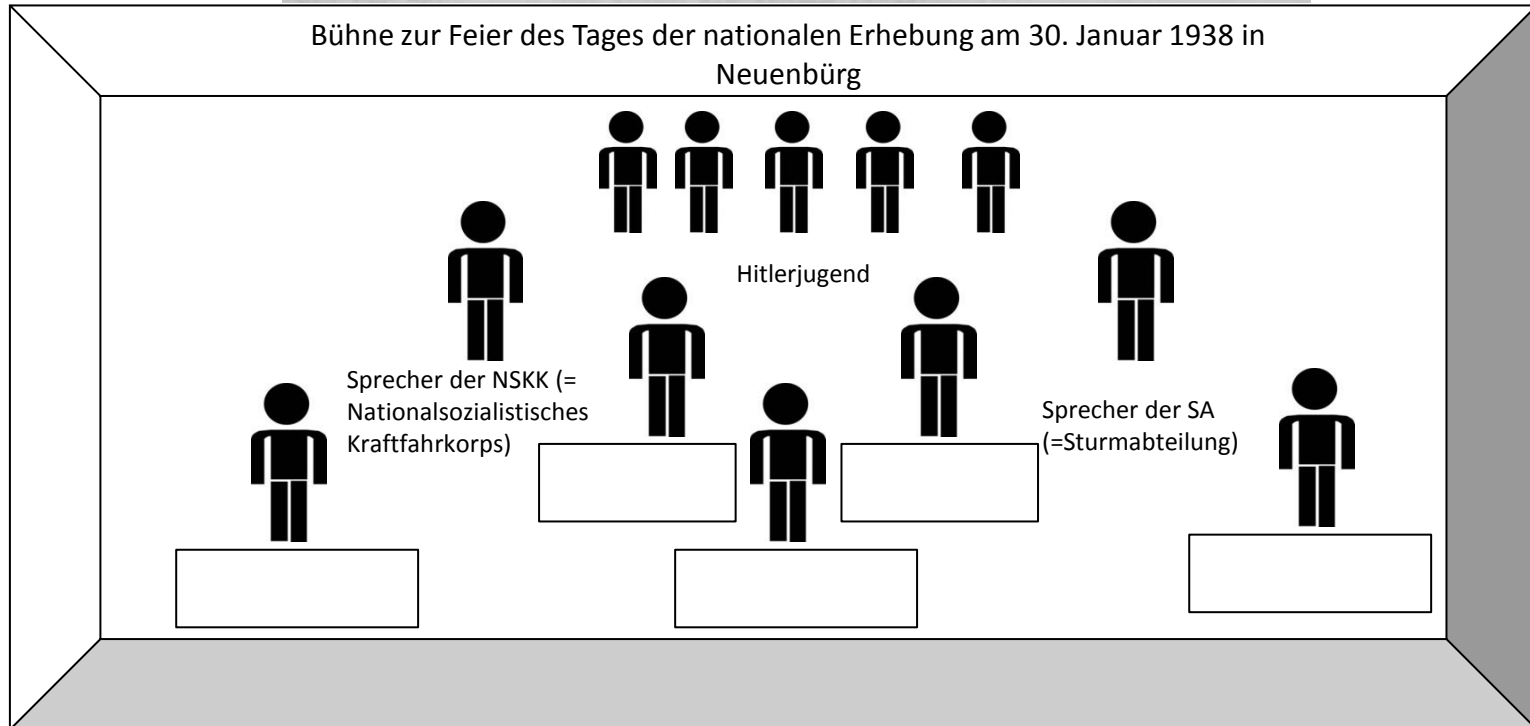 Bühne zur Feier des Tages der nationalen Erhebung am 30. Januar 1938 in
Neuenbürg
Hitlerjugend
Sprecher der NSKK (=
Nationalsozialistisches
Kraftfahrkorps)
Sprecher der SA
(=Sturmabteilung)